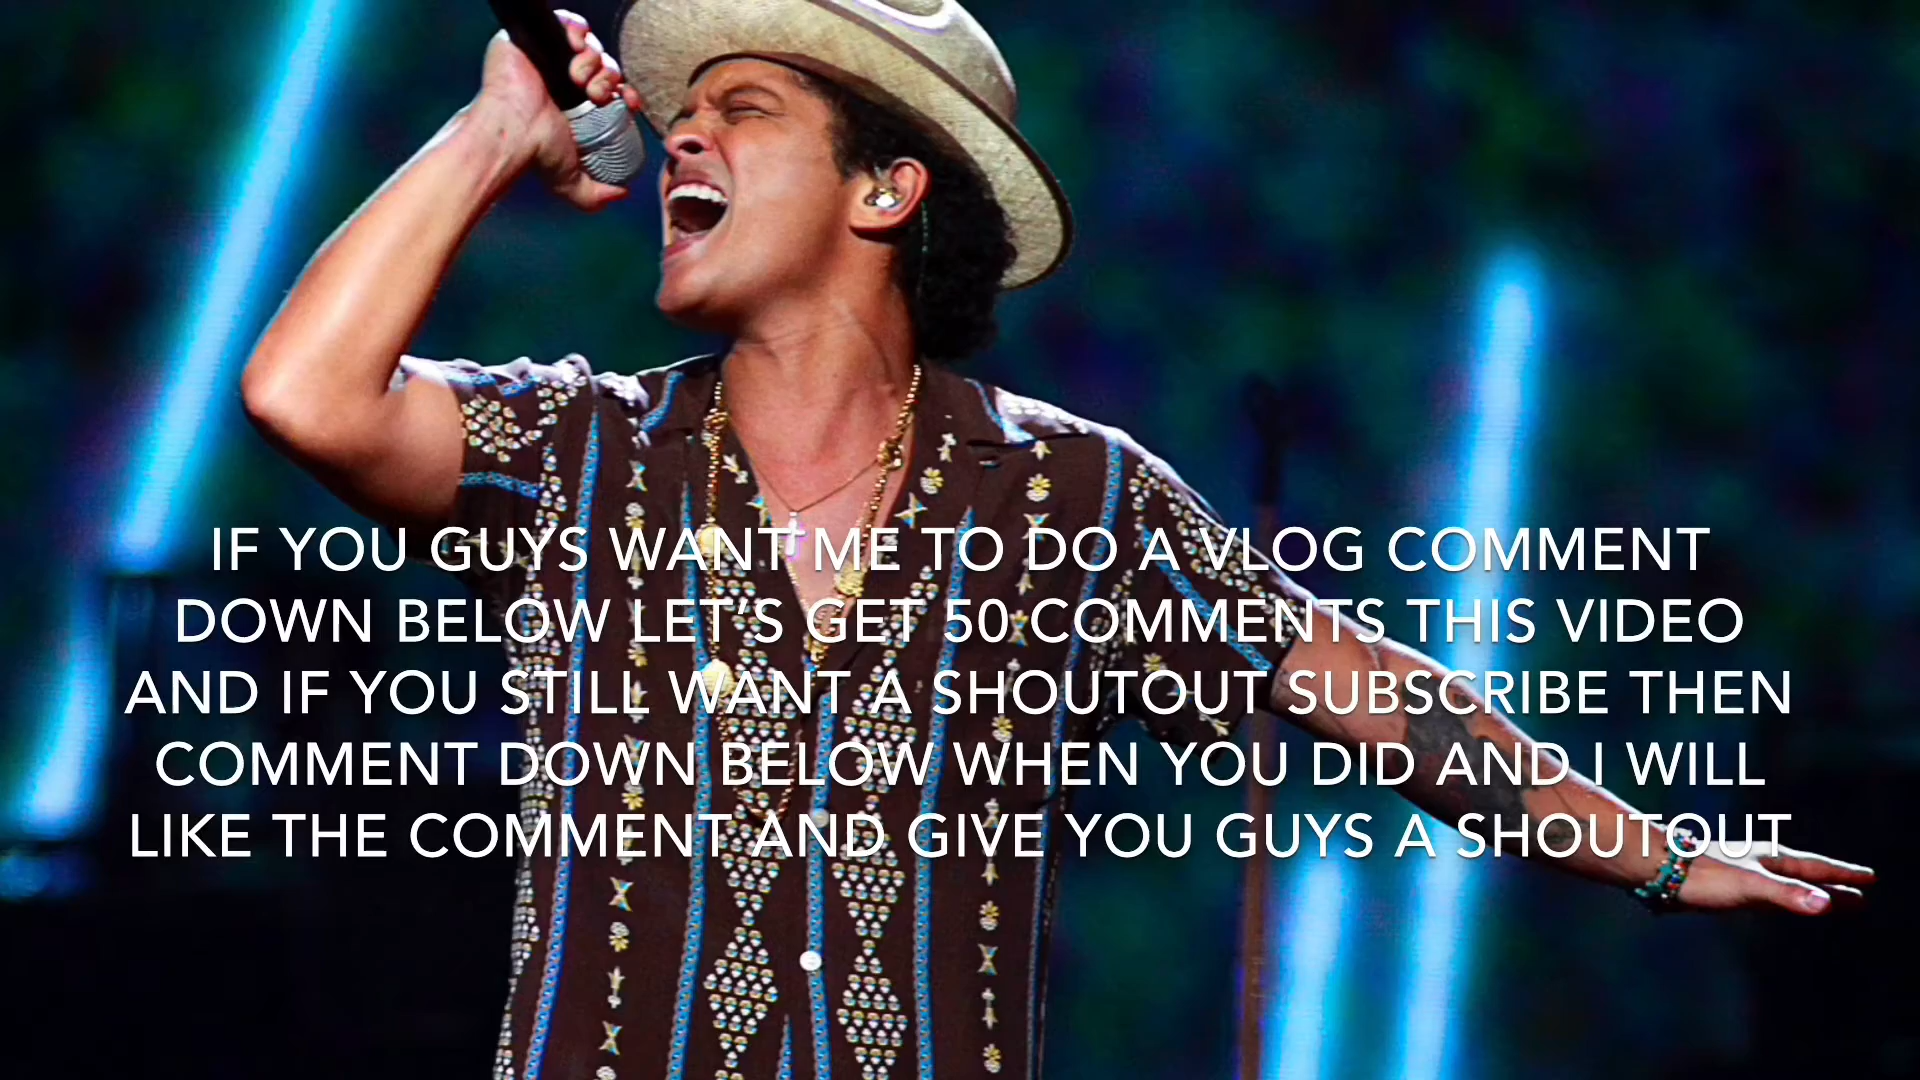 IF YOU GUYS WANT ME TO DO A VLOG COMMENT
DOWN BELOW LET’S GET 50 COMMENTS THIS VIDEO
AND IF YOU STILL WANT A SHOUTOUT SUBSCRIBE THEN
COMMENT DOWN BELOW WHEN YOU DID AND I WILL
LIKE THE COMMENT AND GIVE YOU GUYS A SHOUTOUT